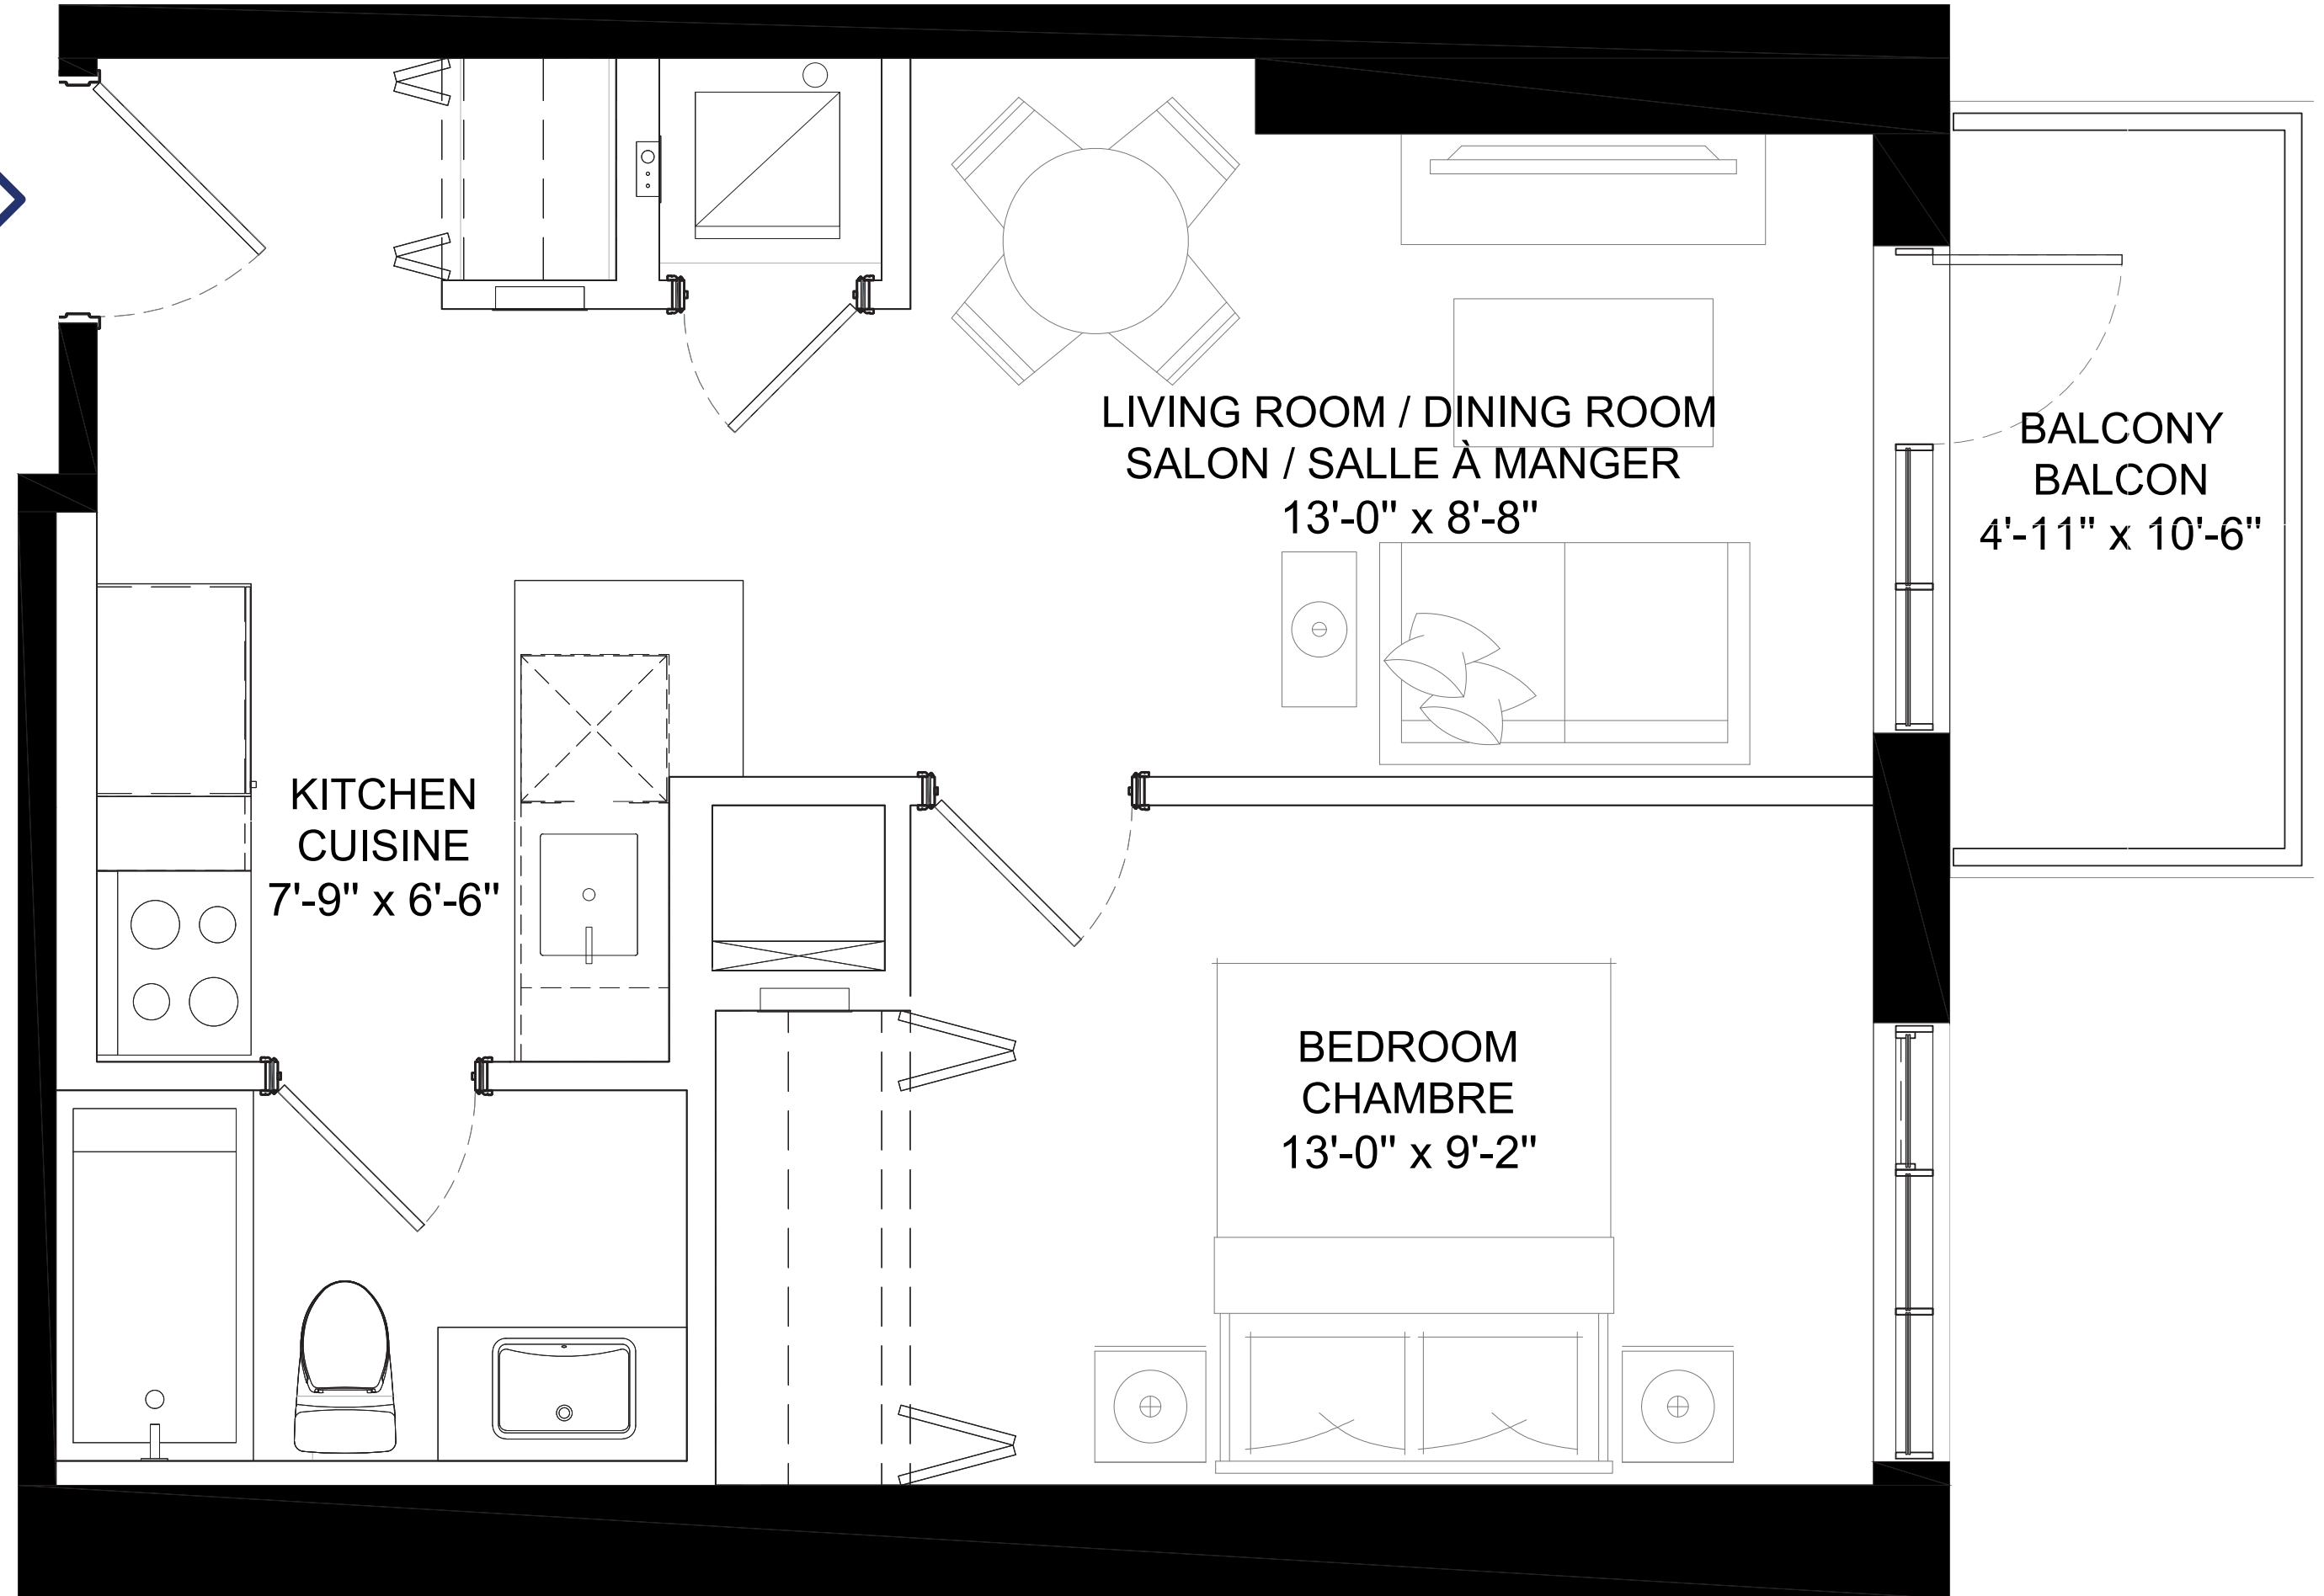 LIVING ROOM / DINING ROOM
SALON / SALLE À MANGER
13'-0" x 8'-8"
BALCONY
BALCON
4'-11" x 10'-6"
KITCHEN
CUISINE
7'-9" x 6'-6"
BEDROOM
CHAMBRE
13'-0" x 9'-2"